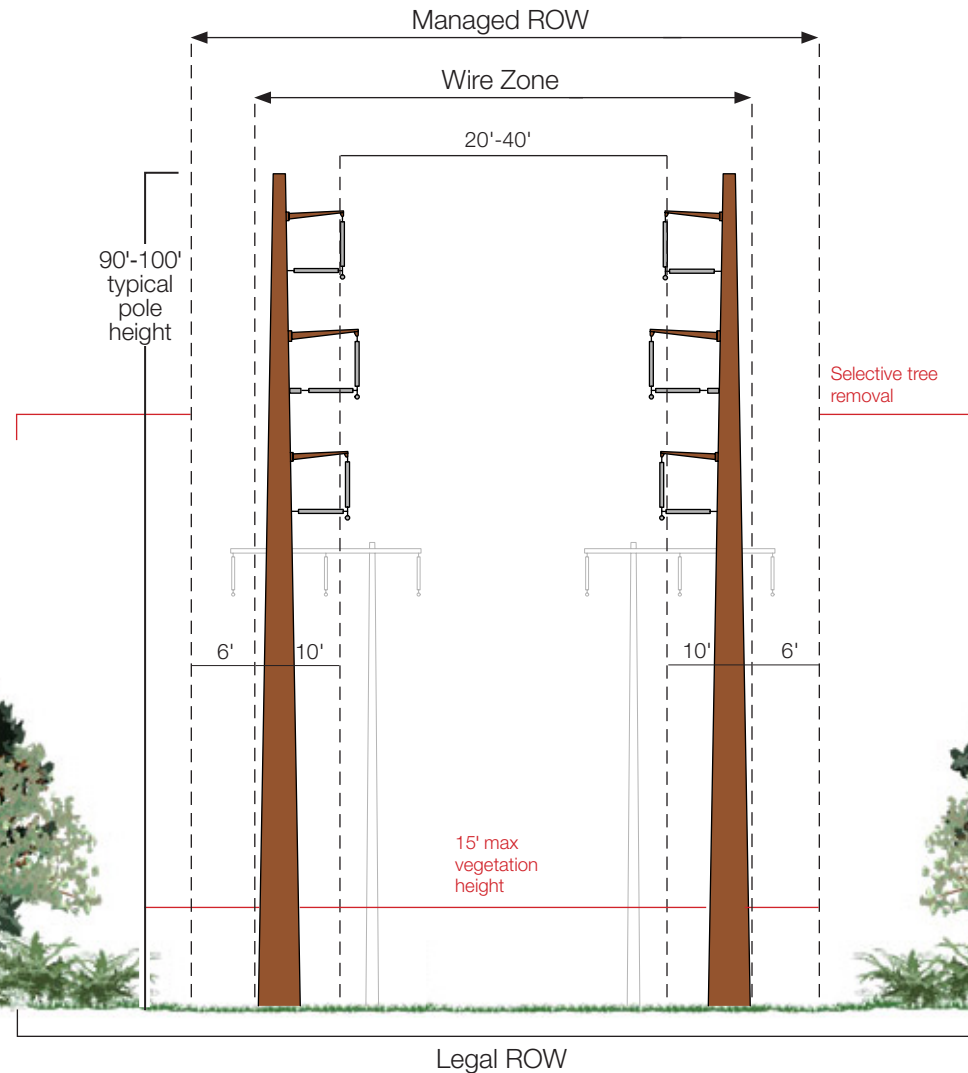 Managed ROW
Wire Zone
20'-40'
90'-100'
typical
pole
height
Selective tree
removal
6'
10'
10'
6'
15' max
vegetation
height
Legal ROW